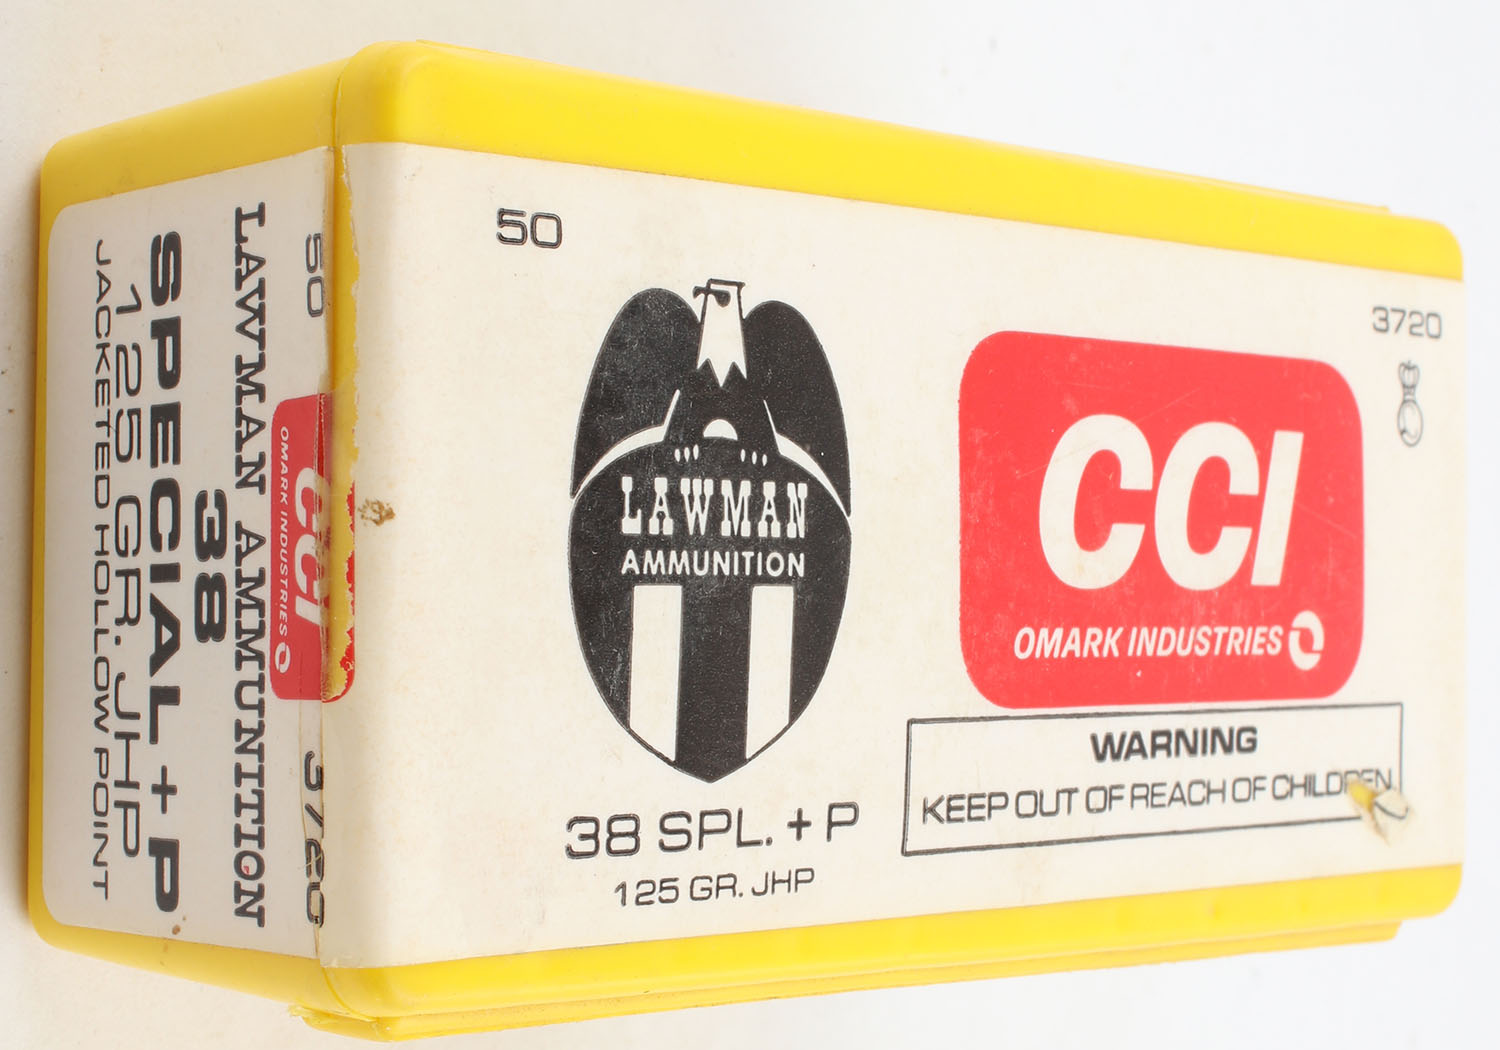 50
3720
LAWMAN
AMMUNITION
38 SPL. + P
125 GR. JHP
CCI
OMARK INDUSTRIES
WARNING
KEEP OUT OF REACH OF CHILDREN
50
CCI
OMARK INDUSTRIES
3720
LAWMAN AMMUNITION
38
SPECIAL + P
125 GR. JHP
JACKETED HOLLOW POINT